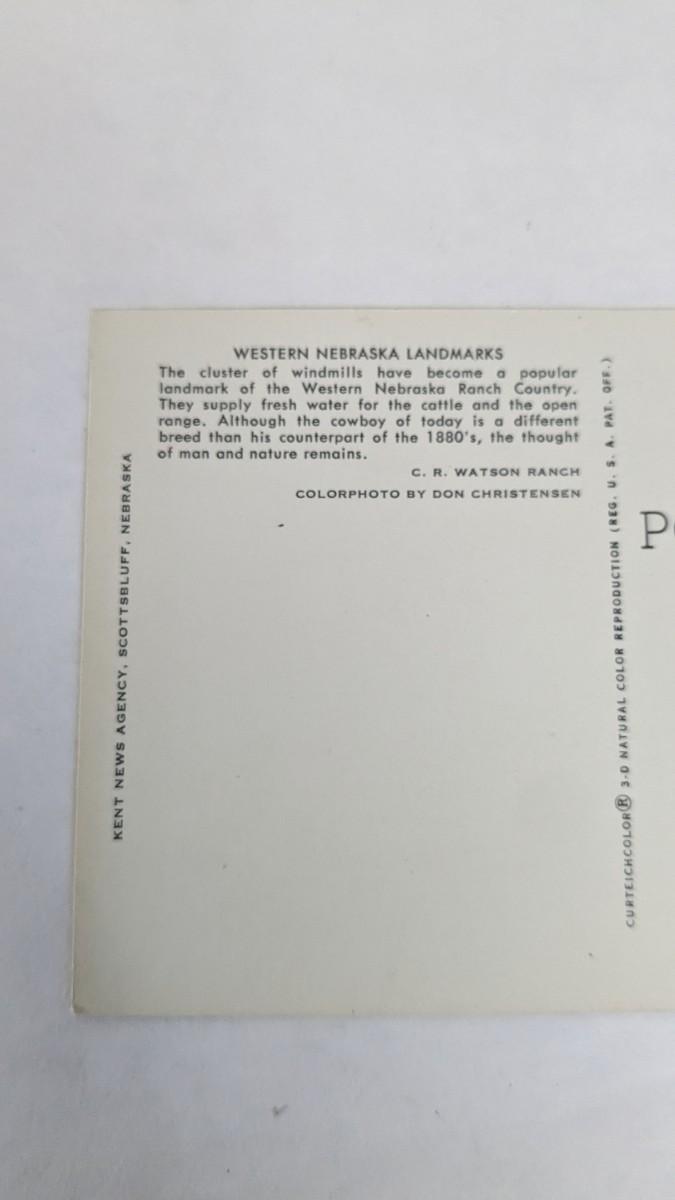 WESTERN NEBRASKA LANDMARKS
The cluster of windmills have become a popular
landmark of the Western Nebraska Ranch Country.
They supply fresh water for the cattle and the open
range. Although the cowboy of today is a different
breed than his counterpart of the 1880's, the thought
of man and nature remains.
C. R. WATSON RANCH
COLORPHOTO BY DON CHRISTENSEN
KENT NEWS AGENCY, SCOTTSBLUFF, NEBRASKA
CURTEICHCOLOR® 3-D NATURAL COLOR REPRODUCTION (REG. U. S. A. PAT. OFF.)
P